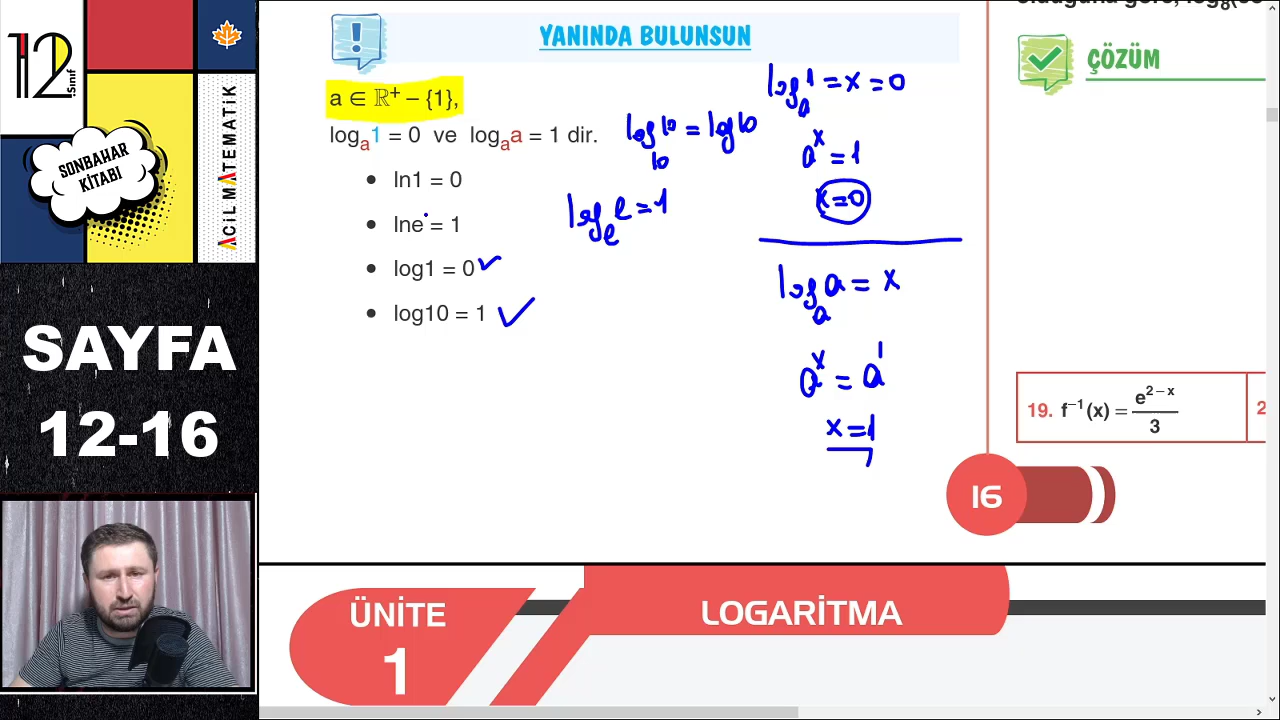 12
.Sınıf
SONBAHAR
KİTABI
ACİLMATEMATİK
SAYFA
12-16
!
YANINDA BULUNSUN
a ∈ ℝ⁺ – {1},
logₐ1 = 0 ve logₐa = 1 dir.
• ln1 = 0
• lne = 1
• log1 = 0 ✓
• log10 = 1 ✓
log₁₀10 = log10
logₑe = 1
logₐ1 = x = 0
aˣ = 1
x = 0
logₐa = x
aˣ = a¹
x = 1
ÇÖZÜM
19. f⁻¹(x) = e²⁻ˣ/3
2
16
ÜNİTE
1
LOGARİTMA